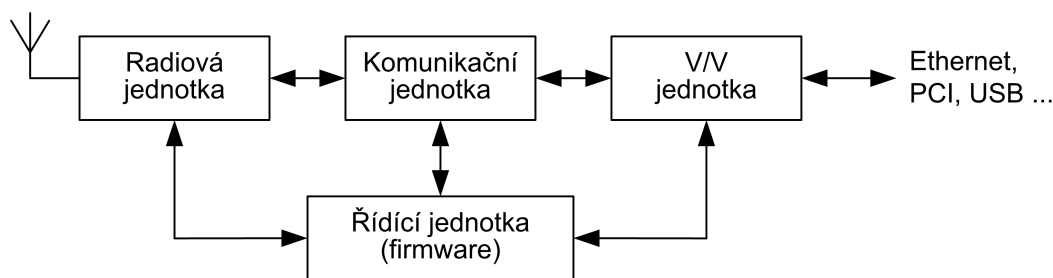 Radiová
jednotka
Komunikační
jednotka
V/V
jednotka
Ethernet,
PCI, USB ...
Řídící jednotka
(firmware)